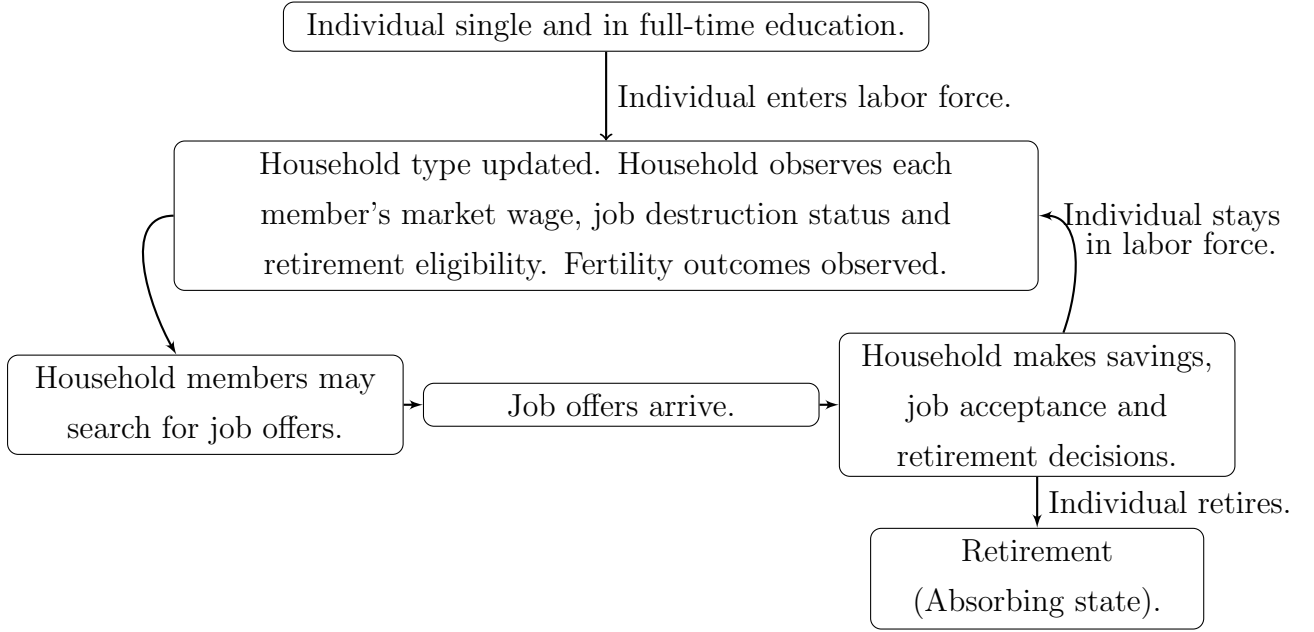 Individual single and in full-time education.
Individual enters labor force.
Household type updated. Household observes each
member's market wage, job destruction status and
retirement eligibility. Fertility outcomes observed.
Individual stays
in labor force.
Household members may
search for job offers.
Job offers arrive.
Household makes savings,
job acceptance and
retirement decisions.
Individual retires.
Retirement
(Absorbing state).